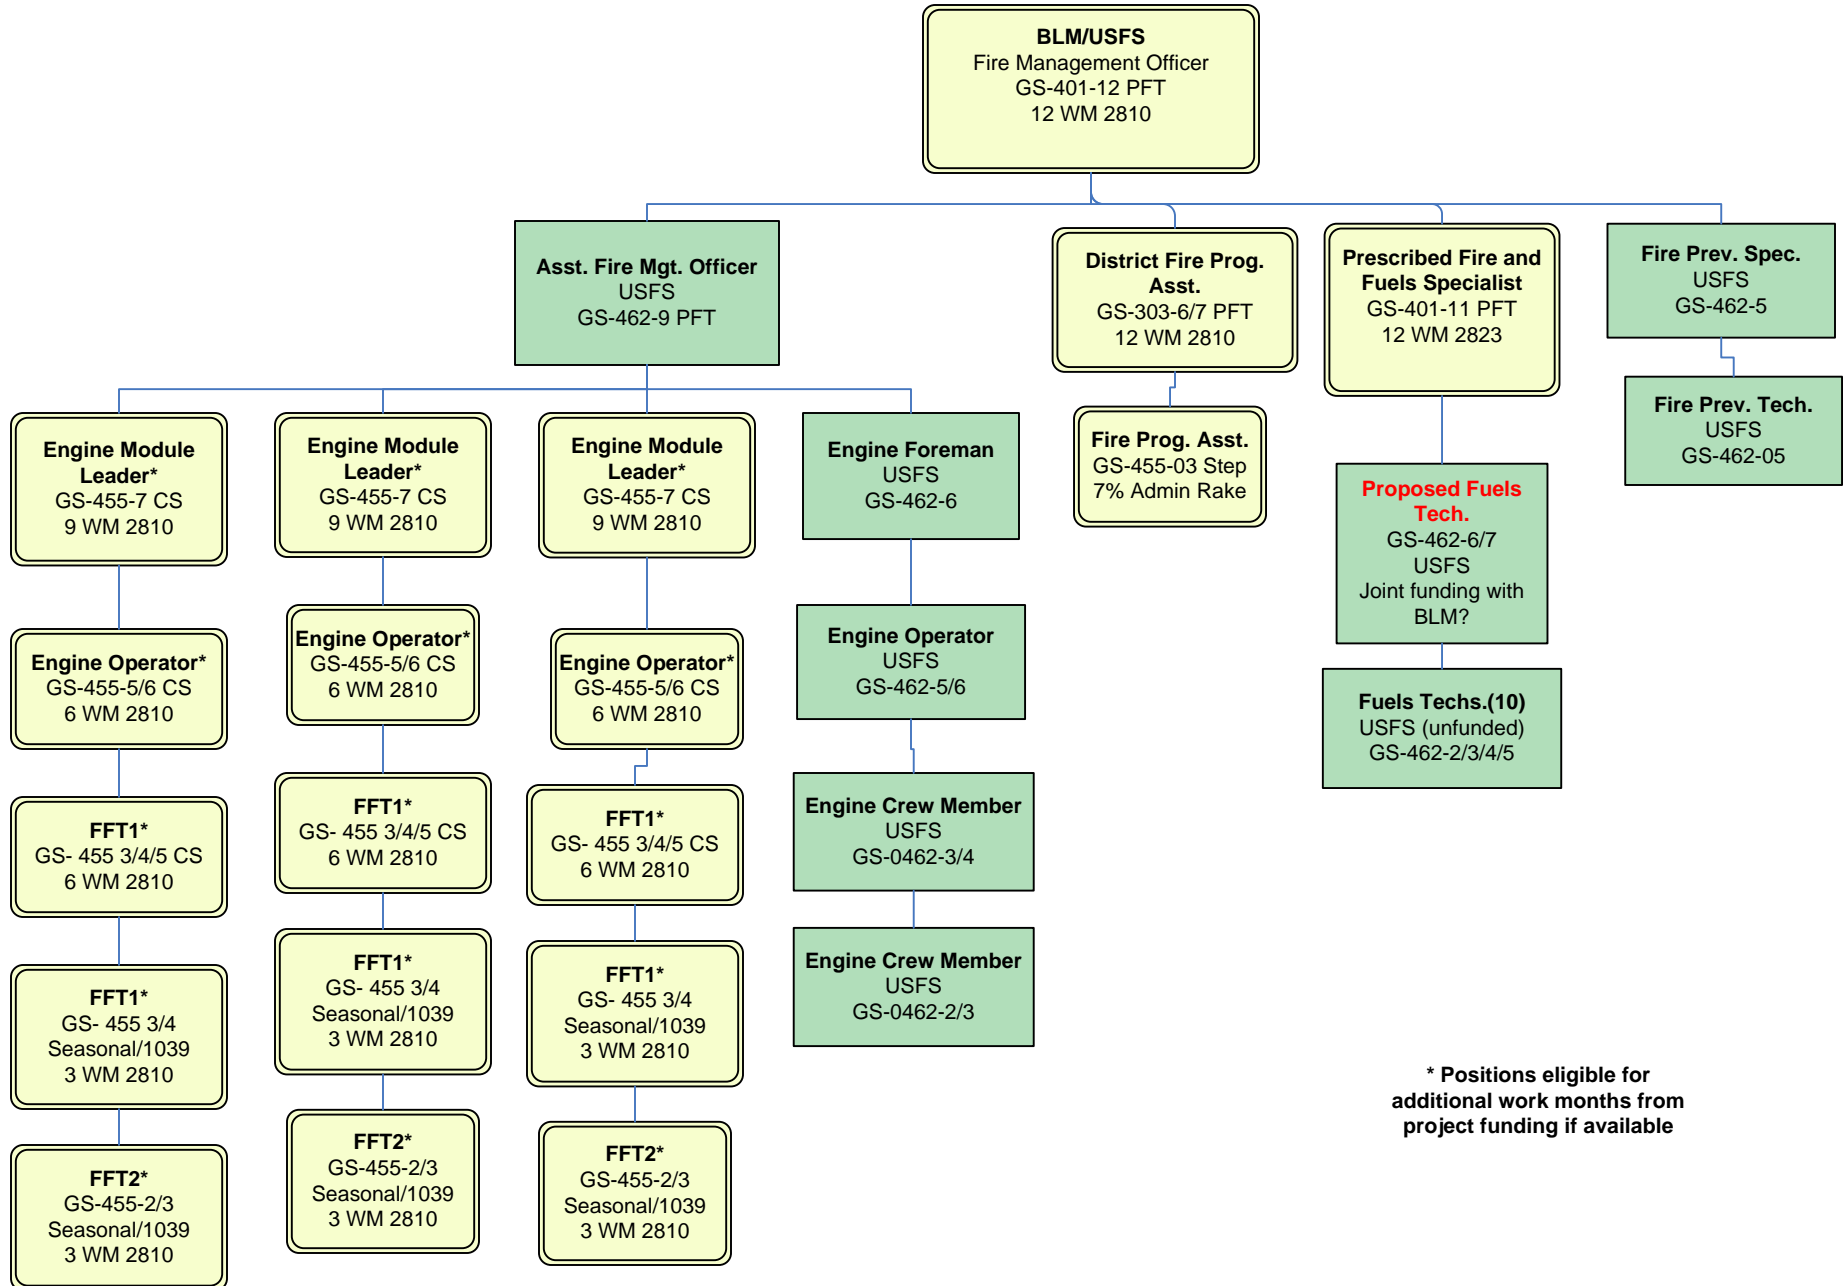 BLM/USFS
Fire Management Officer
GS-401-12 PFT
12 WM 2810
Asst. Fire Mgt. Officer
USFS
GS-462-9 PFT
District Fire Prog.
Asst.
GS-303-6/7 PFT
12 WM 2810
Prescribed Fire and
Fuels Specialist
GS-401-11 PFT
12 WM 2823
Fire Prev. Spec.
USFS
GS-462-5
Engine Module
Leader*
GS-455-7 CS
9 WM 2810
Engine Module
Leader*
GS-455-7 CS
9 WM 2810
Engine Module
Leader*
GS-455-7 CS
9 WM 2810
Engine Foreman
USFS
GS-462-6
Fire Prog. Asst.
GS-455-03 Step
7% Admin Rake
Proposed Fuels
Tech.
GS-462-6/7
USFS
Joint funding with
BLM?
Fire Prev. Tech.
USFS
GS-462-05
Engine Operator*
GS-455-5/6 CS
6 WM 2810
Engine Operator*
GS-455-5/6 CS
6 WM 2810
Engine Operator*
GS-455-5/6 CS
6 WM 2810
Engine Operator
USFS
GS-462-5/6
Fuels Techs.(10)
USFS (unfunded)
GS-462-2/3/4/5
FFT1*
GS- 455 3/4/5 CS
6 WM 2810
FFT1*
GS- 455 3/4/5 CS
6 WM 2810
FFT1*
GS- 455 3/4/5 CS
6 WM 2810
Engine Crew Member
USFS
GS-0462-3/4
FFT1*
GS- 455 3/4
Seasonal/1039
3 WM 2810
FFT1*
GS- 455 3/4
Seasonal/1039
3 WM 2810
FFT1*
GS- 455 3/4
Seasonal/1039
3 WM 2810
Engine Crew Member
USFS
GS-0462-2/3
FFT2*
GS-455-2/3
Seasonal/1039
3 WM 2810
FFT2*
GS-455-2/3
Seasonal/1039
3 WM 2810
FFT2*
GS-455-2/3
Seasonal/1039
3 WM 2810
* Positions eligible for
additional work months from
project funding if available